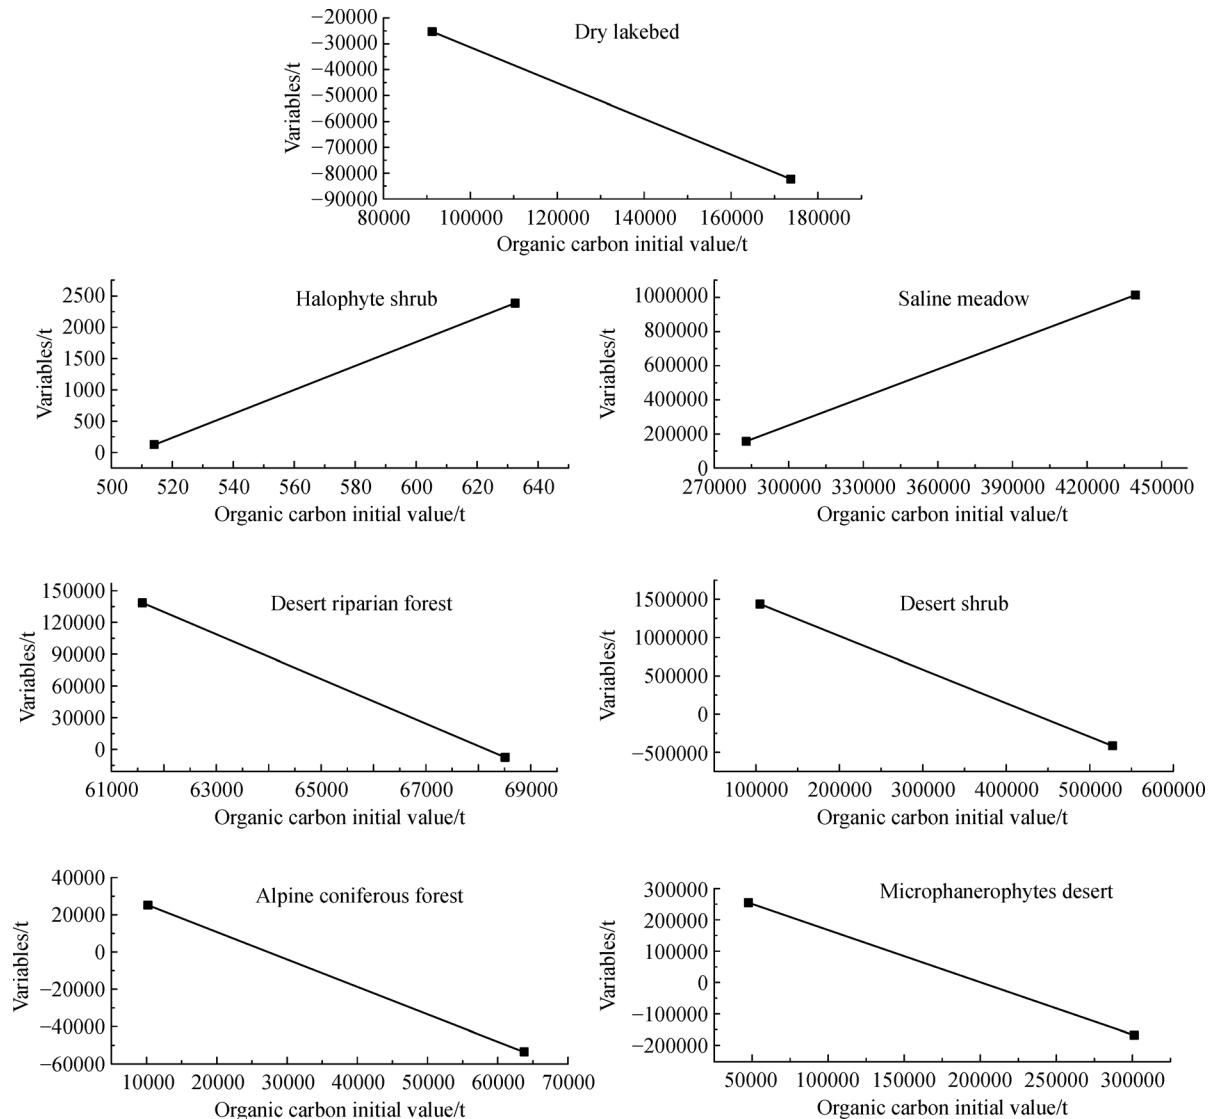 Dry lakebed
Variables/t
−20000
−30000
−40000
−50000
−60000
−70000
−80000
−90000
80000 100000 120000 140000 160000 180000
Organic carbon initial value/t
Halophyte shrub
Variables/t
2500
2000
1500
1000
500
0
500 520 540 560 580 600 620 640
Organic carbon initial value/t
Saline meadow
Variables/t
1000000
800000
600000
400000
200000
0
270000 300000 330000 360000 390000 420000 450000
Organic carbon initial value/t
Desert riparian forest
Variables/t
150000
120000
90000
60000
30000
0
61000 63000 65000 67000 69000
Organic carbon initial value/t
Desert shrub
Variables/t
1500000
1000000
500000
0
−500000
100000 200000 300000 400000 500000 600000
Organic carbon initial value/t
Alpine coniferous forest
Variables/t
40000
20000
0
−20000
−40000
−60000
10000 20000 30000 40000 50000 60000 70000
Organic carbon initial value/t
Microphanerophytes desert
Variables/t
300000
200000
100000
0
−100000
−200000
50000 100000 150000 200000 250000 300000
Organic carbon initial value/t